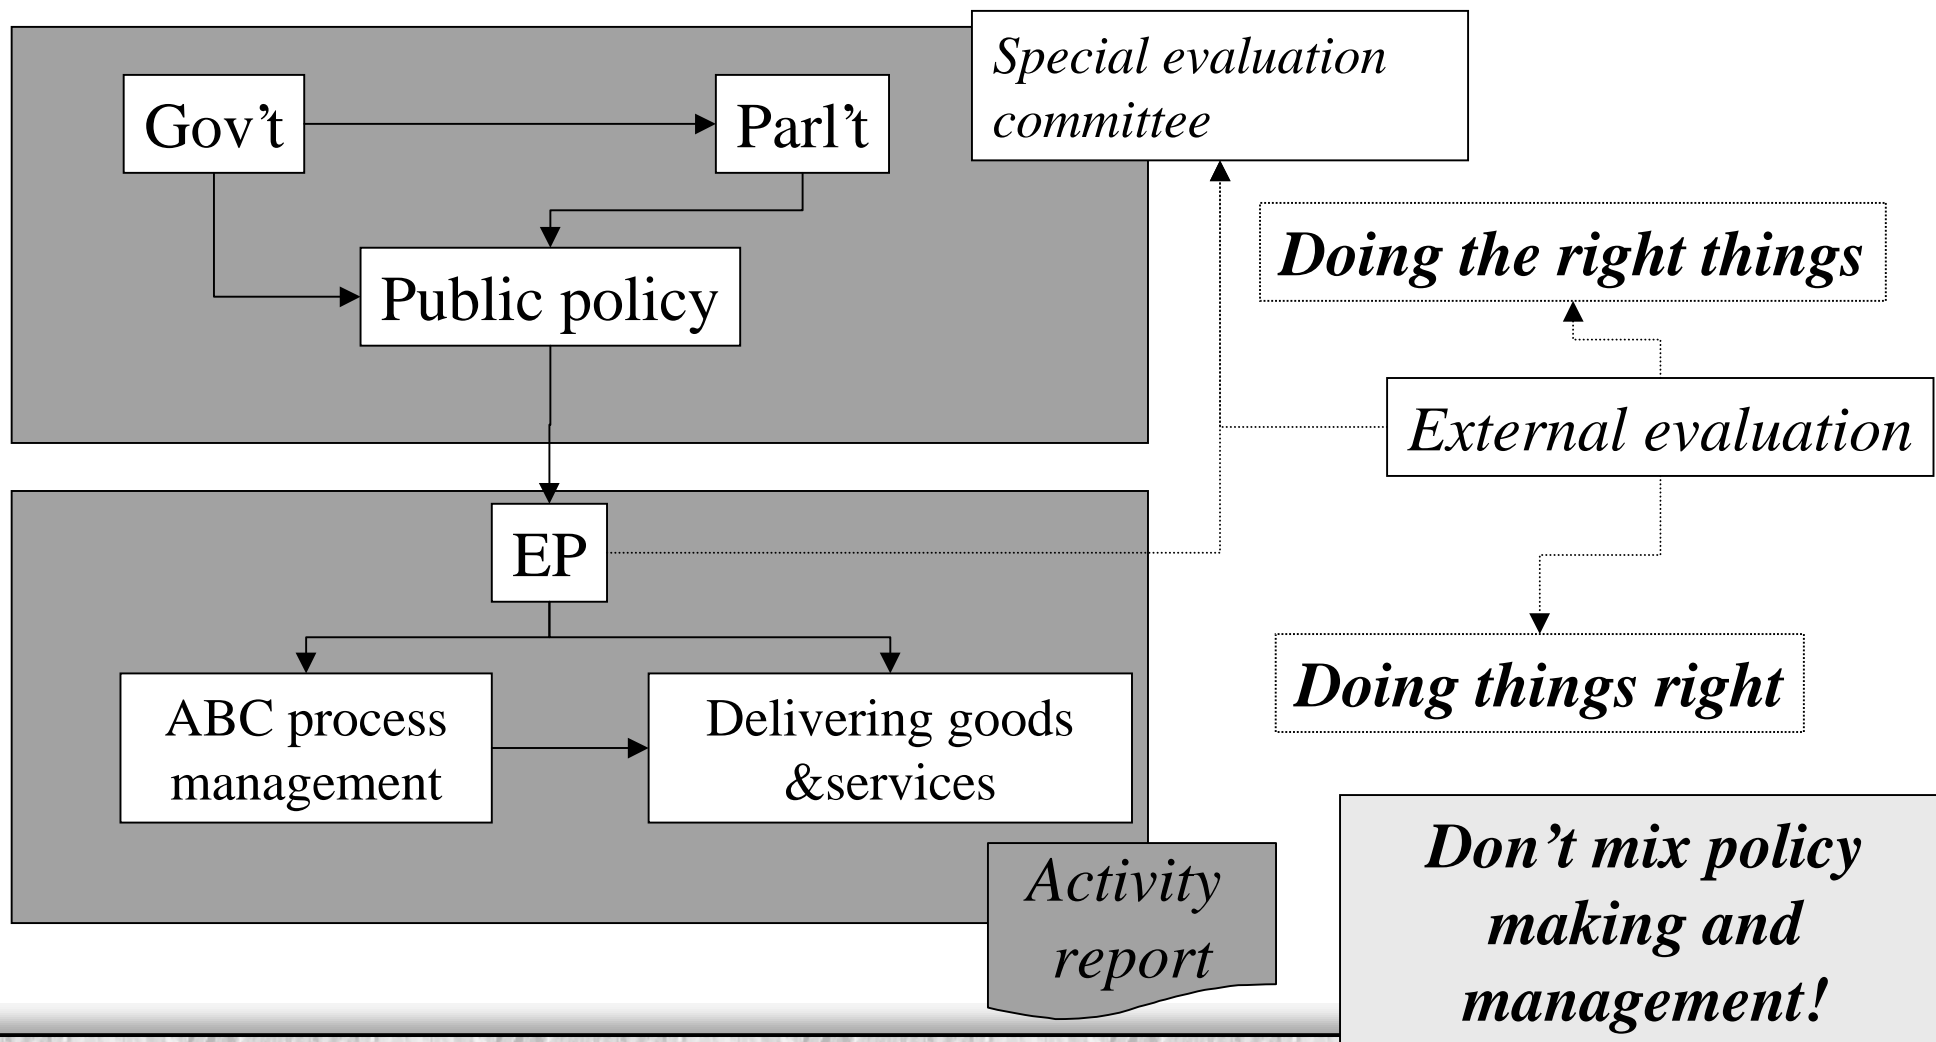 Special evaluation
committee
Gov't
Parl't
Public policy
Doing the right things
External evaluation
EP
Doing things right
ABC process
management
Delivering goods
&services
Activity
report
Don't mix policy
making and
management!